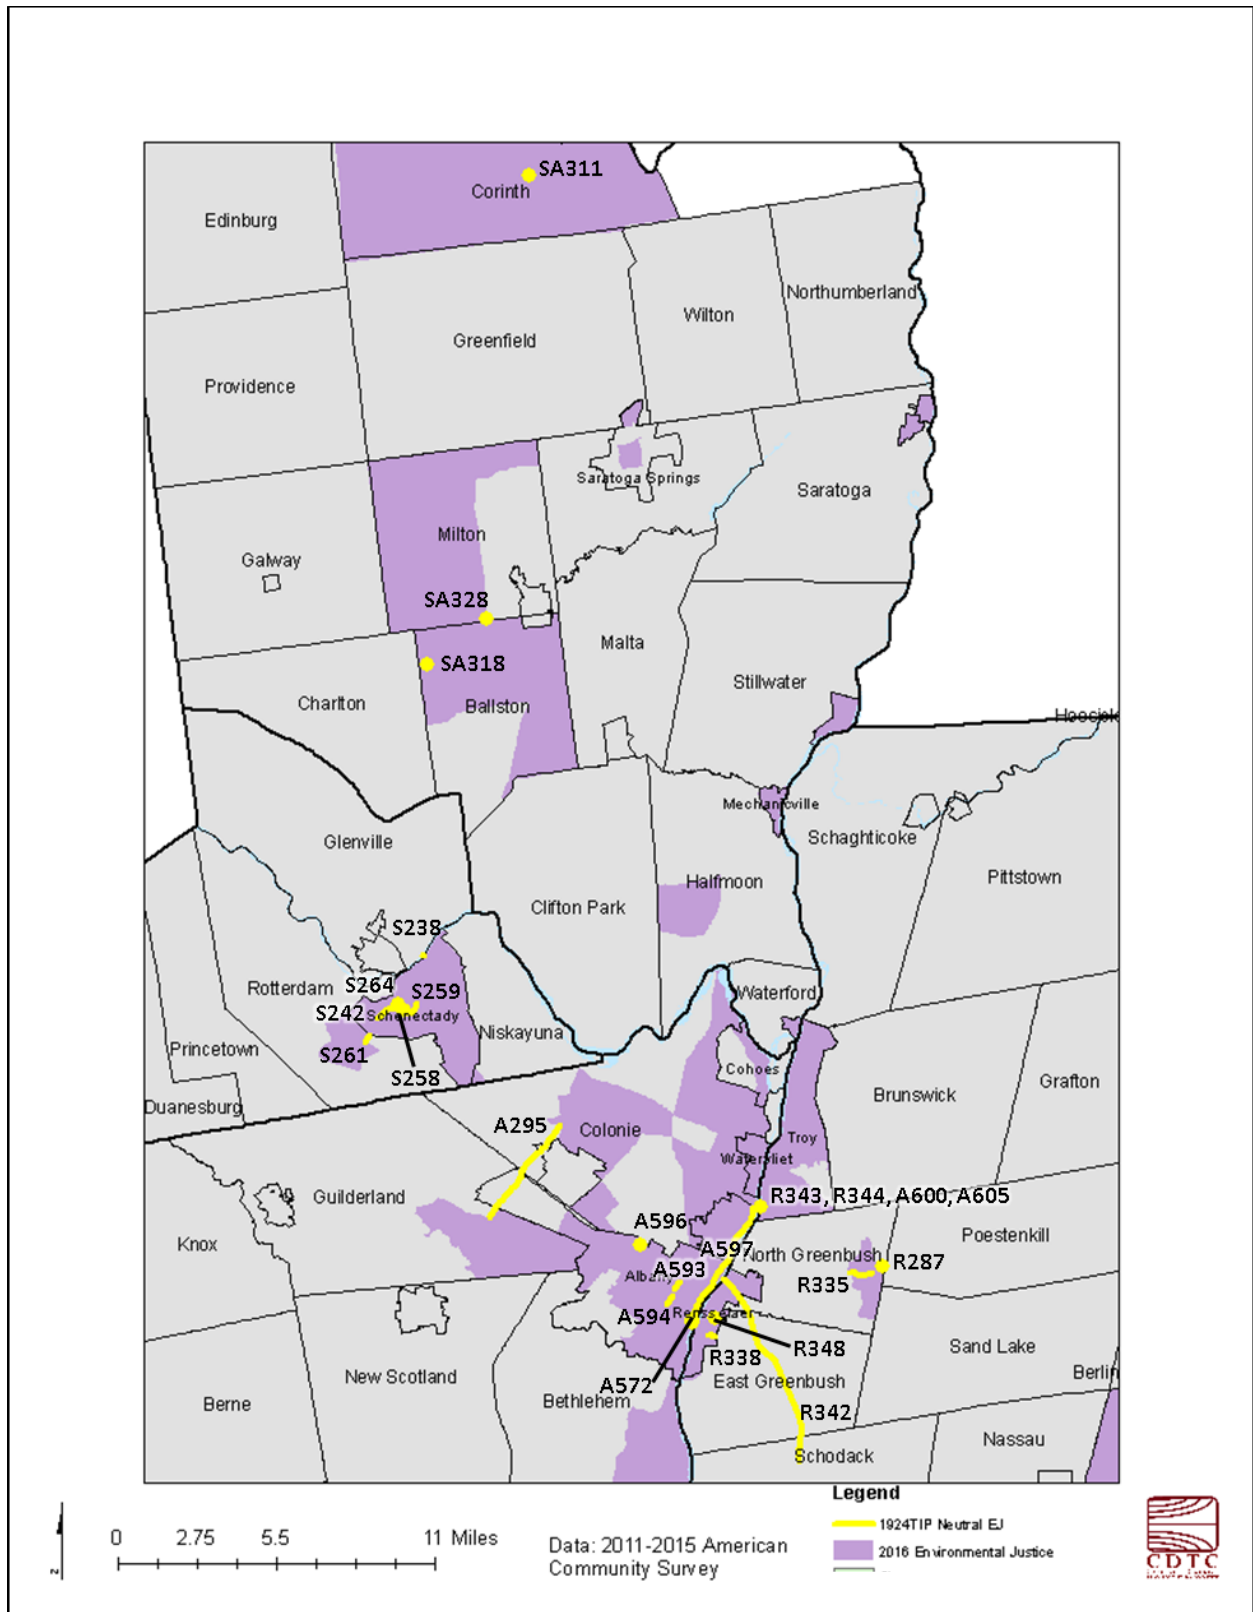 SA311
Corinth
Edinburg
Northumberland
Wilton
Greenfield
Providence
Saratoga Springs
Saratoga
Milton
Galway
SA328
Malta
SA318
Stillwater
Charlton
Ballston
Mechanicville
Schaghticoke
Glenville
Pittstown
Halfmoon
Clifton Park
S238
Rotterdam
S264
S259
Waterford
S242
Schenectady
Niskayuna
Princetown
S261
S258
Cohoes
Grafton
Brunswick
Duanesburg
A295
Colonie
Troy
Watervliet
Guilderland
R343, R344, A600, A605
A596
Poestenkill
Knox
A597
North Greenbush
R287
A593
Albany
R335
A594
Rensselaer
R348
Sand Lake
R338
New Scotland
A572
East Greenbush
Berlin
Berne
Bethlehem
R342
Nassau
Schodack
Legend
1924TIP Neutral EJ
2016 Environmental Justice
0 2.75 5.5 11 Miles
Data: 2011-2015 American
Community Survey
z
CDTC